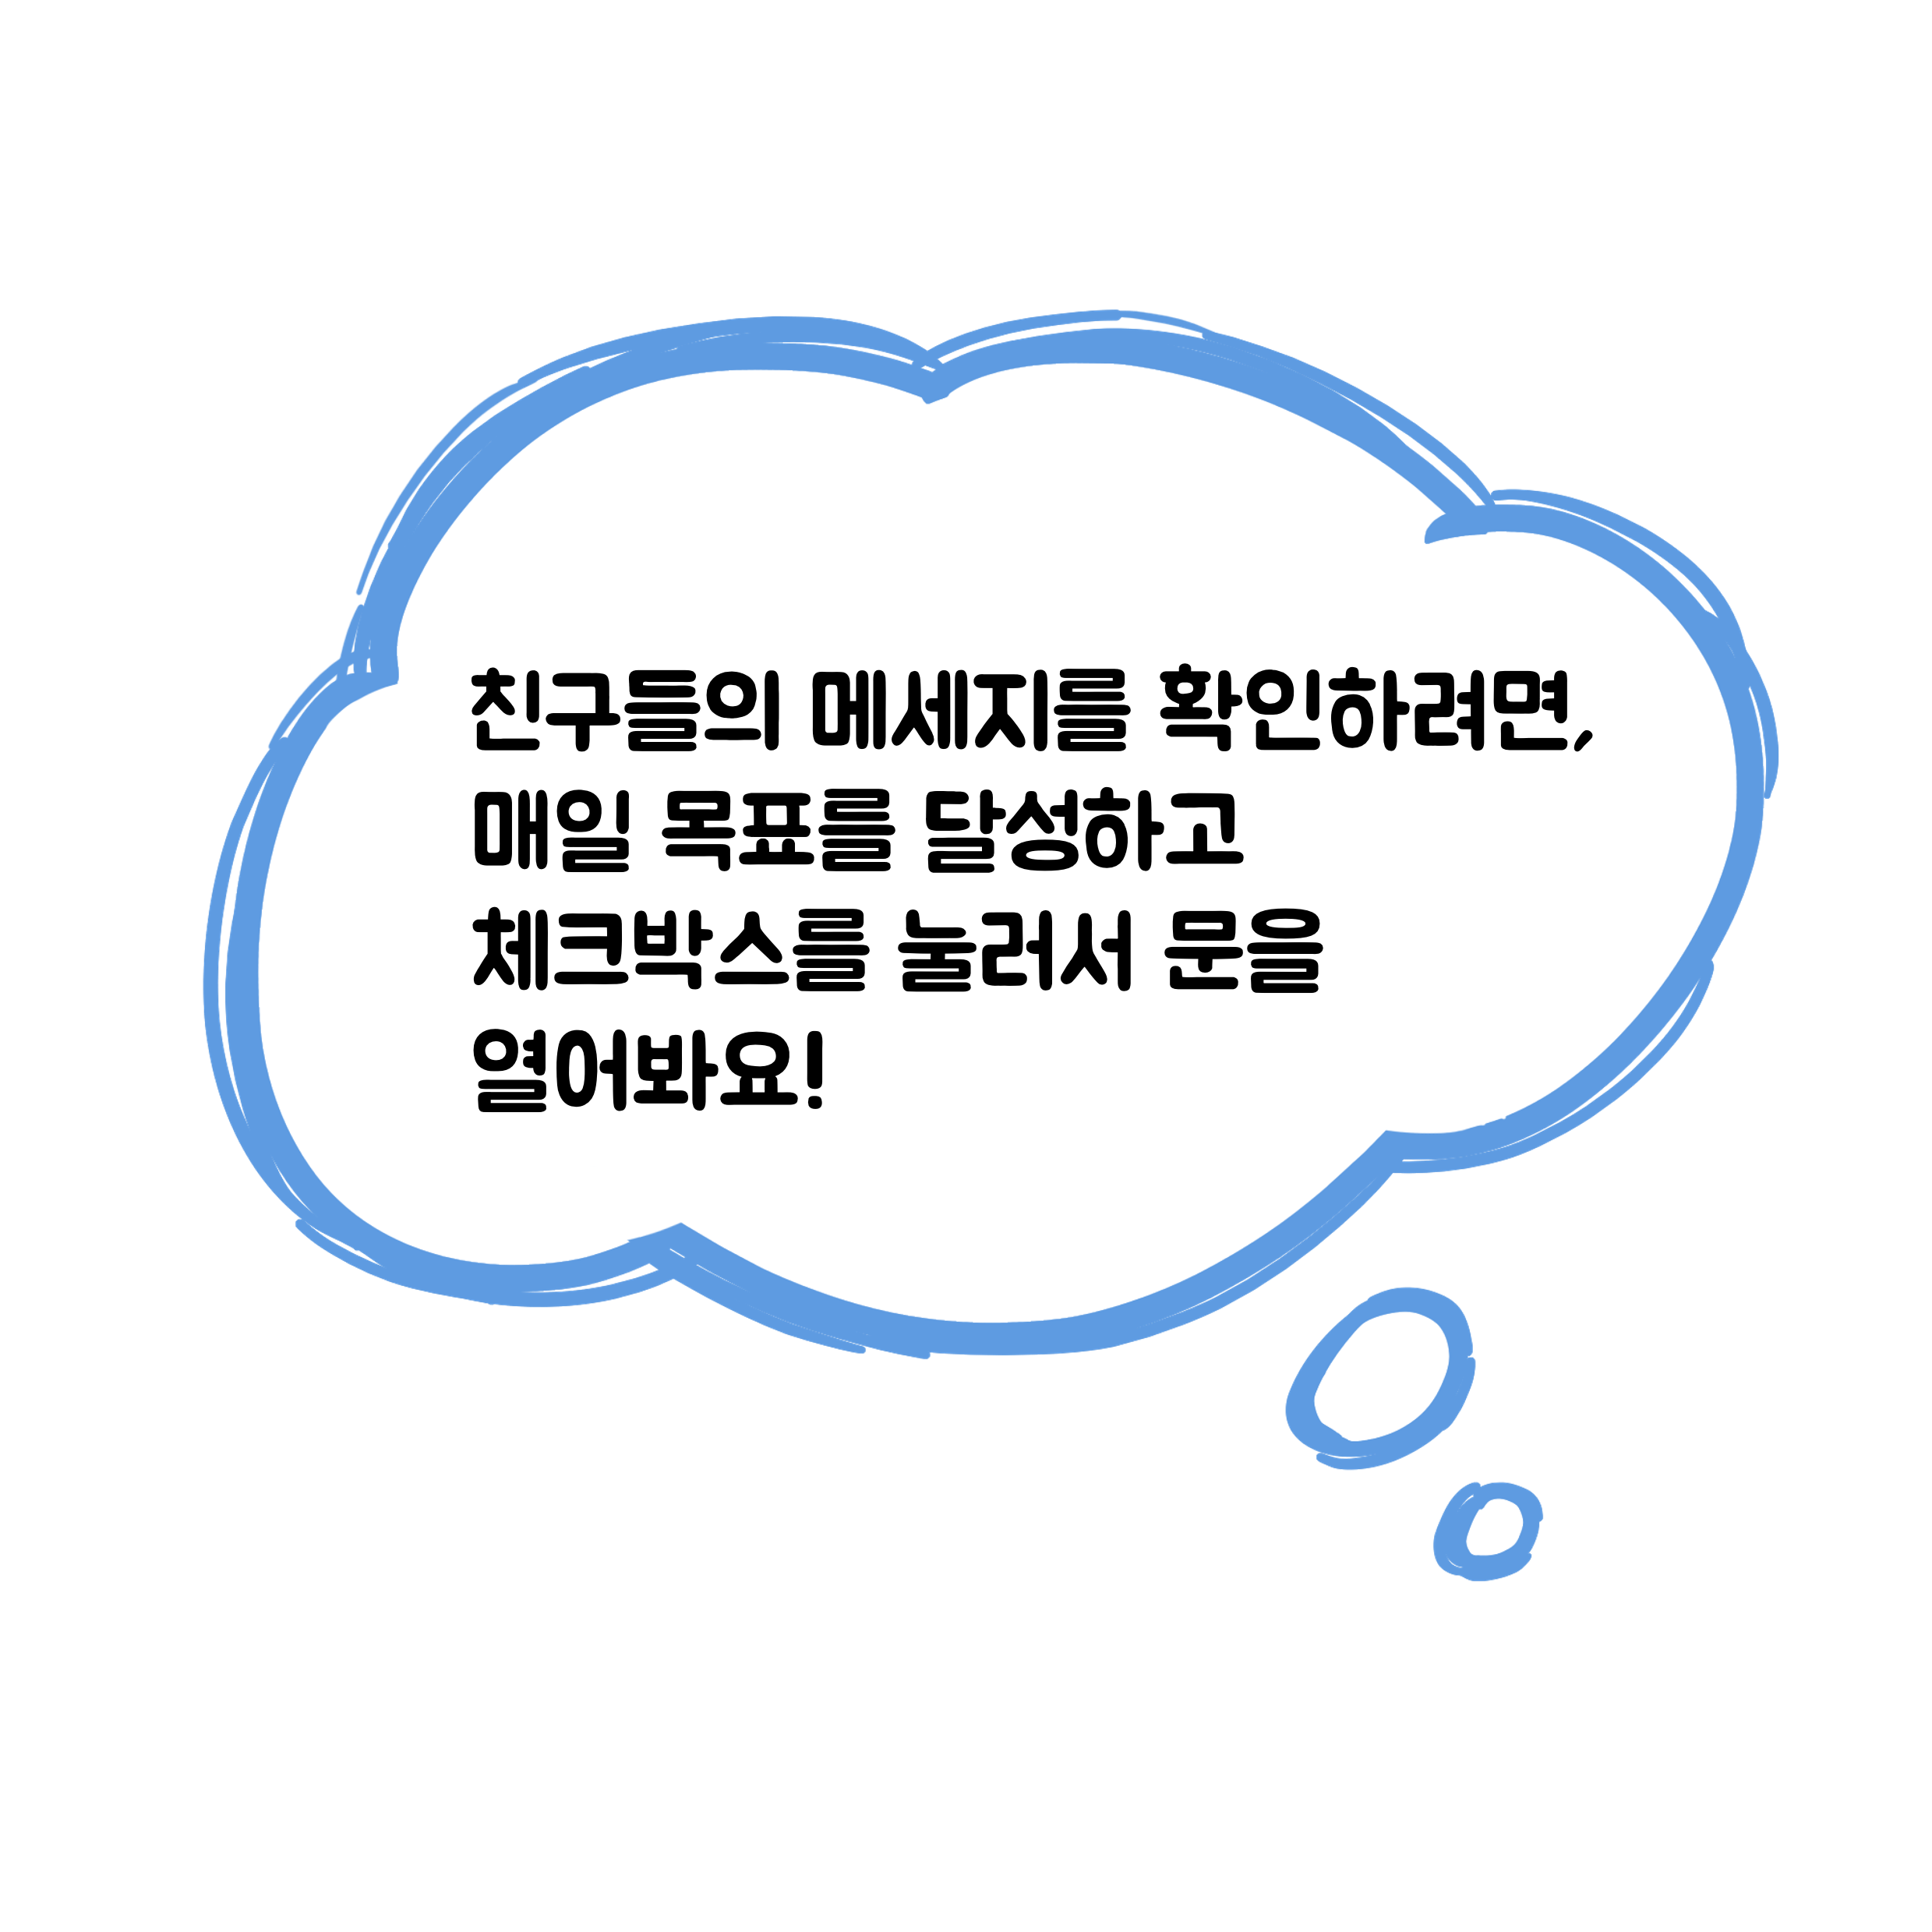 친구들의 메세지를 확인하려면,
매일 목표를 달성하고
체크박스를 눌러서 문을
열어봐요!